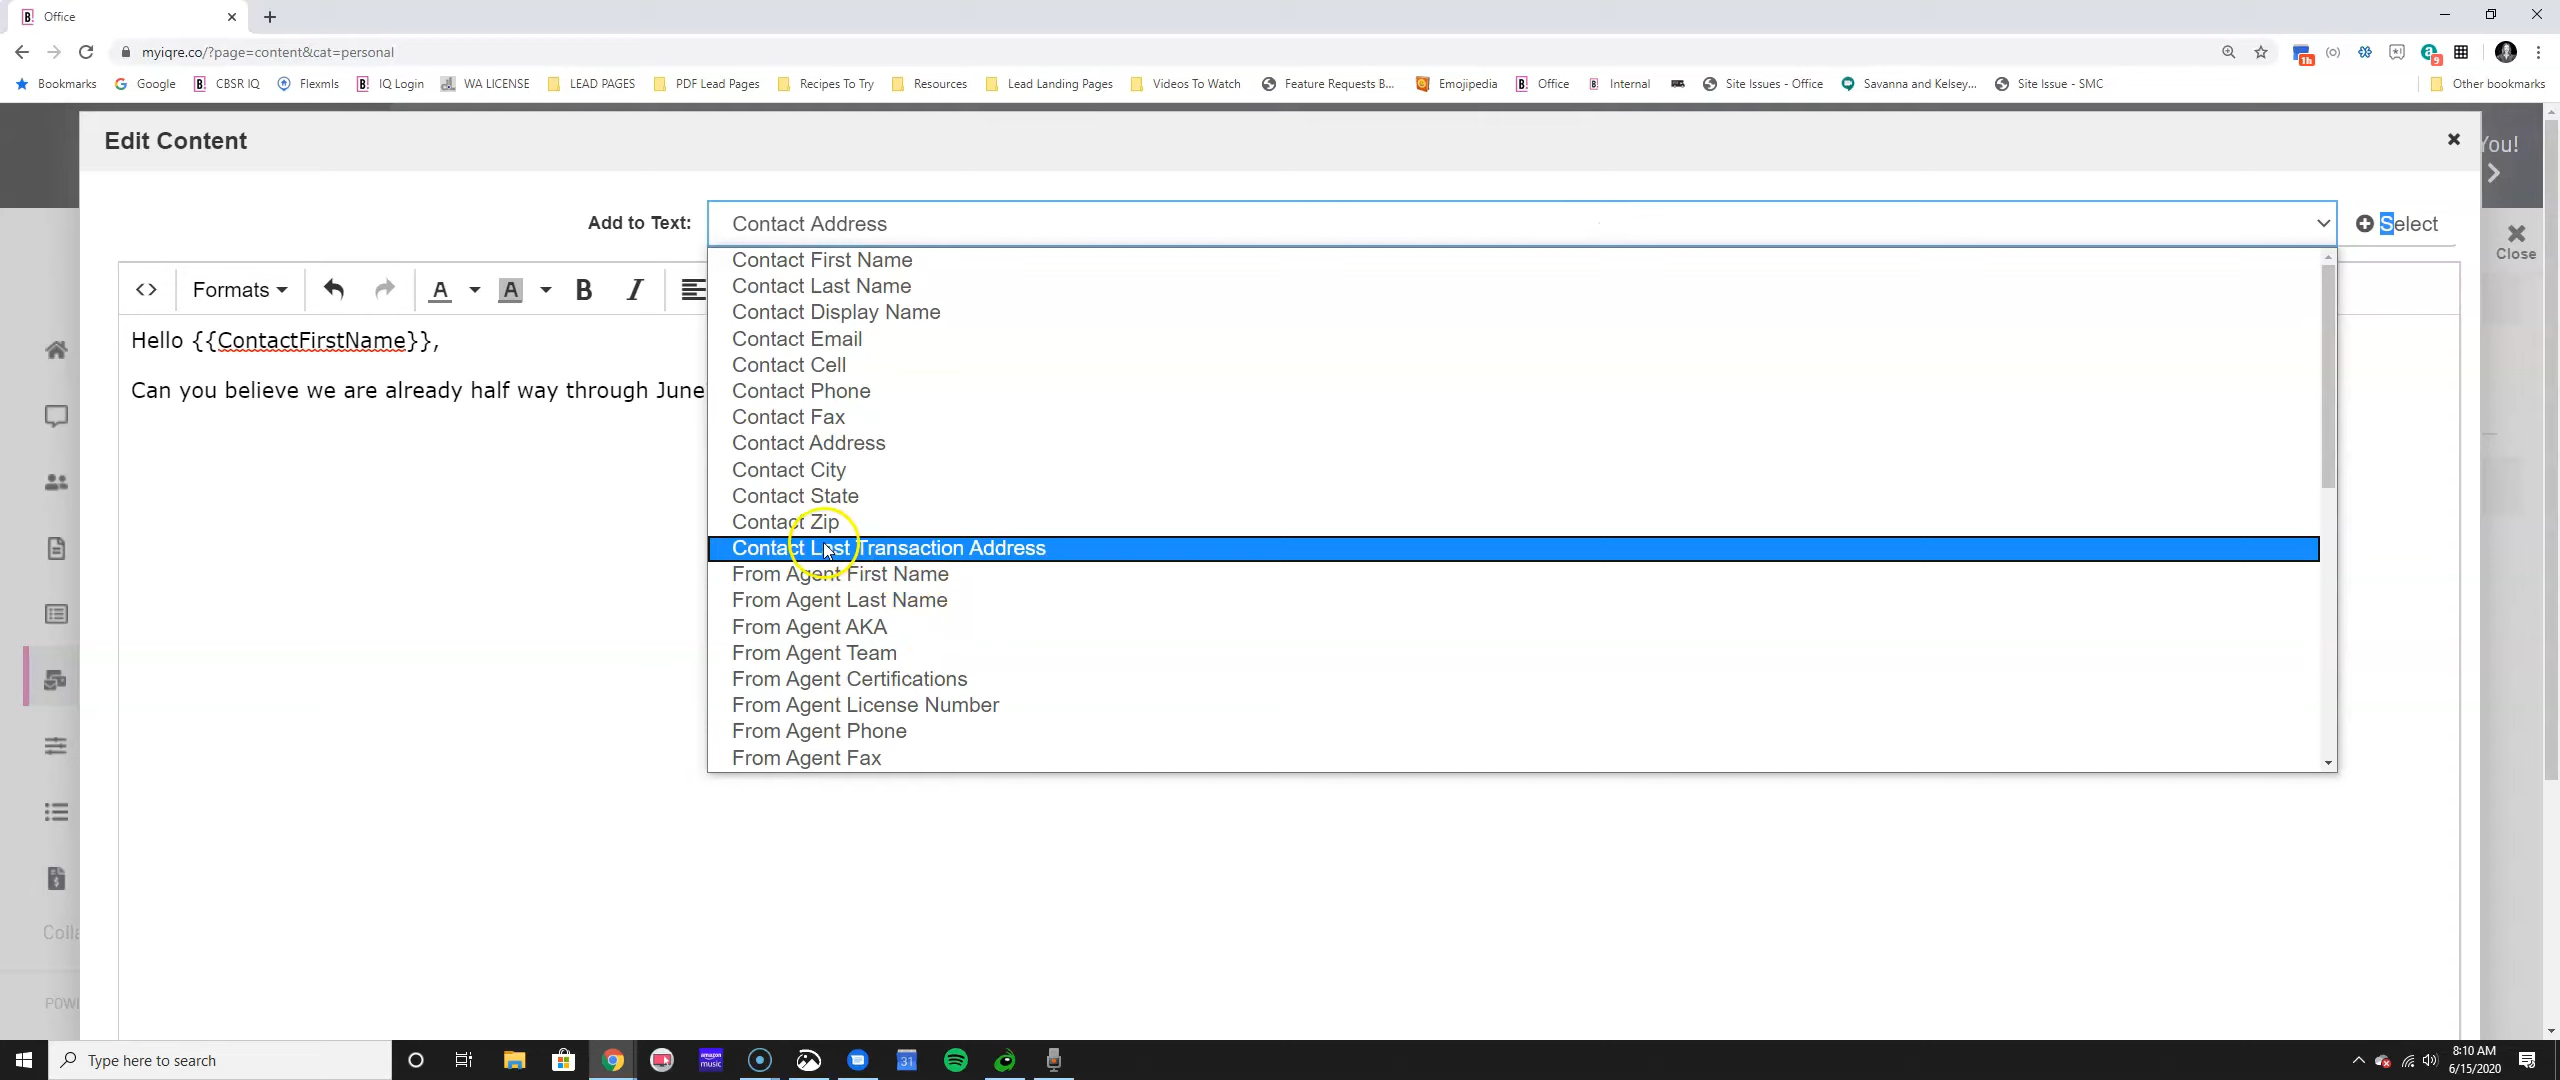 Office
myiqre.co/?page=content&cat=personal
1h
9
Bookmarks
Google
CBSR IQ
Flexmls
IQ Login
WA LICENSE
LEAD PAGES
PDF Lead Pages
Recipes To Try
Resources
Lead Landing Pages
Videos To Watch
Feature Requests B...
Emojipedia
Office
Internal
Site Issues - Office
Savanna and Kelsey...
Site Issue - SMC
Other bookmarks
Edit Content
You!
Add to Text:
Contact Address
Select
Close
Formats
A
A
B
I
Hello {{ContactFirstName}},
Can you believe we are already half way through June
Contact First Name
Contact Last Name
Contact Display Name
Contact Email
Contact Cell
Contact Phone
Contact Fax
Contact Address
Contact City
Contact State
Contact Zip
Contact Last Transaction Address
From Agent First Name
From Agent Last Name
From Agent AKA
From Agent Team
From Agent Certifications
From Agent License Number
From Agent Phone
From Agent Fax
Colla
POWE
Type here to search
amazon music
31
8:10 AM
6/15/2020